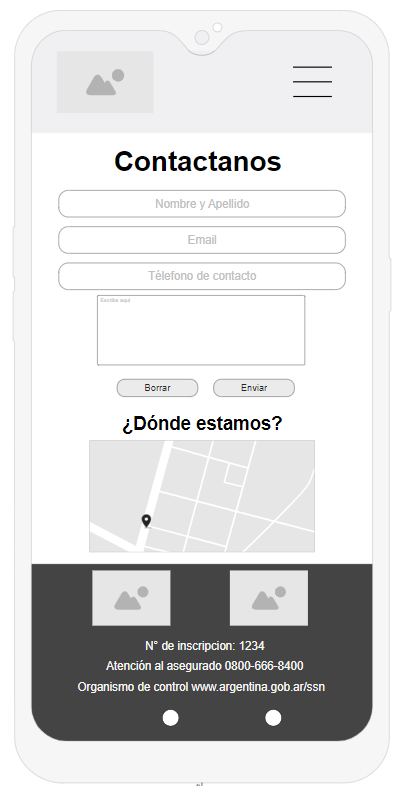 Contactanos
Nombre y Apellido
Email
Télefono de contacto
Escribe aquí
Borrar
Enviar
¿Dónde estamos?
N° de inscripcion: 1234
Atención al asegurado 0800-666-8400
Organismo de control www.argentina.gob.ar/ssn